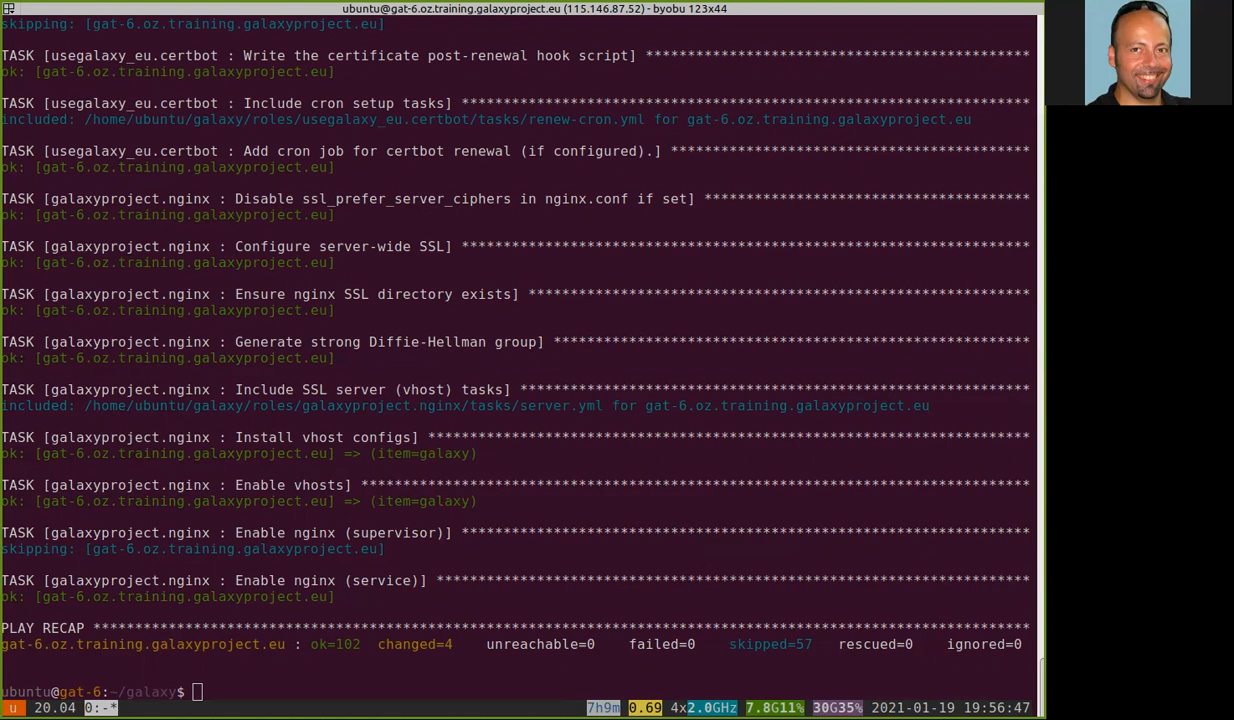 ubuntu@gat-6.oz.training.galaxyproject.eu (115.146.87.52) - byobu 123x44
skipping: [gat-6.oz.training.galaxyproject.eu]
TASK [usegalaxy_eu.certbot : Write the certificate post-renewal hook script] **********************************************
ok: [gat-6.oz.training.galaxyproject.eu]
TASK [usegalaxy_eu.certbot : Include cron setup tasks] ********************************************************************
included: /home/ubuntu/galaxy/roles/usegalaxy_eu.certbot/tasks/renew-cron.yml for gat-6.oz.training.galaxyproject.eu
TASK [usegalaxy_eu.certbot : Add cron job for certbot renewal (if configured).] *******************************************
ok: [gat-6.oz.training.galaxyproject.eu]
TASK [galaxyproject.nginx : Disable ssl_prefer_server_ciphers in nginx.conf if set] ***************************************
ok: [gat-6.oz.training.galaxyproject.eu]
TASK [galaxyproject.nginx : Configure server-wide SSL] ********************************************************************
ok: [gat-6.oz.training.galaxyproject.eu]
TASK [galaxyproject.nginx : Ensure nginx SSL directory exists] ************************************************************
ok: [gat-6.oz.training.galaxyproject.eu]
TASK [galaxyproject.nginx : Generate strong Diffie-Hellman group] *********************************************************
ok: [gat-6.oz.training.galaxyproject.eu]
TASK [galaxyproject.nginx : Include SSL server (vhost) tasks] *************************************************************
included: /home/ubuntu/galaxy/roles/galaxyproject.nginx/tasks/server.yml for gat-6.oz.training.galaxyproject.eu
TASK [galaxyproject.nginx : Install vhost configs] ************************************************************************
ok: [gat-6.oz.training.galaxyproject.eu] => (item=galaxy)
TASK [galaxyproject.nginx : Enable vhosts] ********************************************************************************
ok: [gat-6.oz.training.galaxyproject.eu] => (item=galaxy)
TASK [galaxyproject.nginx : Enable nginx (supervisor)] ********************************************************************
skipping: [gat-6.oz.training.galaxyproject.eu]
TASK [galaxyproject.nginx : Enable nginx (service)] ***********************************************************************
ok: [gat-6.oz.training.galaxyproject.eu]
PLAY RECAP ****************************************************************************************************************
gat-6.oz.training.galaxyproject.eu : ok=102 changed=4 unreachable=0 failed=0 skipped=57 rescued=0 ignored=0
ubuntu@gat-6:~/galaxy$
u 20.04 0:-* 7h9m 0.69 4x2.0GHz 7.8G11% 30G35% 2021-01-19 19:56:47